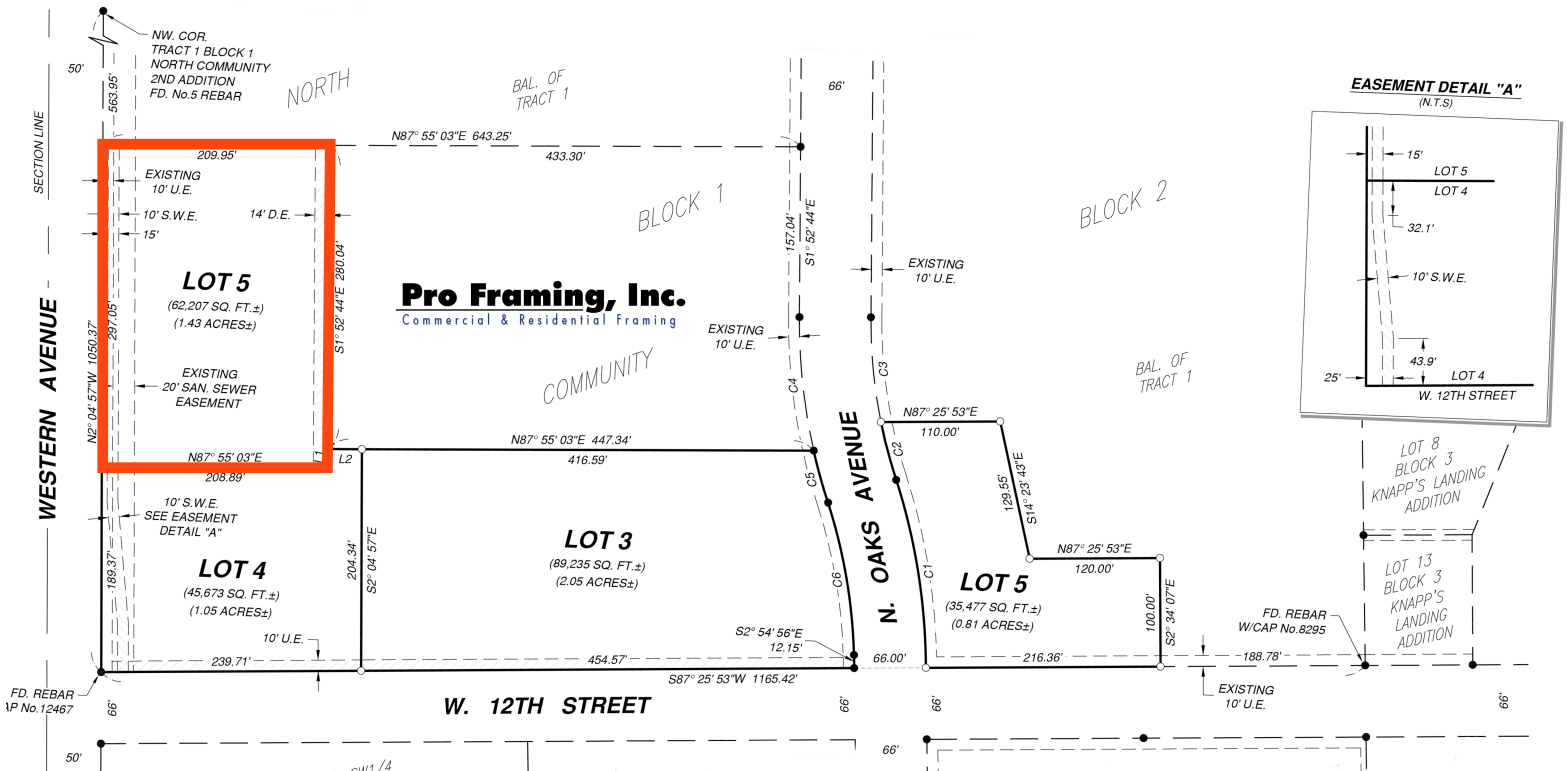 NW. COR.
TRACT 1 BLOCK 1
NORTH COMMUNITY
2ND ADDITION
FD. No.5 REBAR
50'
563.95'
SECTION LINE
NORTH
BAL. OF
TRACT 1
66'
EASEMENT DETAIL "A"
(N.T.S)
N87° 55' 03"E 643.25'
209.95'
433.30'
EXISTING
10' U.E.
10' S.W.E.
14' D.E.
15'
LOT 5
(62,207 SQ. FT.±)
(1.43 ACRES±)
297.05'
N2° 04' 57"W 1050.37'
S1° 52' 44"E 280.04'
EXISTING
20' SAN. SEWER
EASEMENT
WESTERN AVENUE
BLOCK 1
Pro Framing, Inc.
Commercial & Residential Framing
COMMUNITY
157.04'
S1° 52' 44"E
EXISTING
10' U.E.
EXISTING
10' U.E.
C4
C3
BLOCK 2
BAL. OF
TRACT 1
15'
LOT 5
LOT 4
32.1'
10' S.W.E.
43.9'
25'
LOT 4
W. 12TH STREET
N87° 55' 03"E
208.89'
L1
L2
N87° 55' 03"E 447.34'
416.59'
C5
C2
N87° 25' 53"E
110.00'
129.55'
S14° 23' 43"E
LOT 8
BLOCK 3
KNAPP'S LANDING
ADDITION
10' S.W.E.
SEE EASEMENT
DETAIL "A"
189.37'
LOT 4
(45,673 SQ. FT.±)
(1.05 ACRES±)
204.34'
S2° 04' 57"E
LOT 3
(89,235 SQ. FT.±)
(2.05 ACRES±)
C6
N. OAKS AVENUE
C1
LOT 5
(35,477 SQ. FT.±)
(0.81 ACRES±)
N87° 25' 53"E
120.00'
100.00'
S2° 34' 07"E
LOT 13
BLOCK 3
KNAPP'S
LANDING
ADDITION
FD. REBAR
W/CAP No.8295
10' U.E.
S2° 54' 56"E
12.15'
239.71'
454.57'
66.00'
216.36'
188.78'
S87° 25' 53"W 1165.42'
EXISTING
10' U.E.
FD. REBAR
AP No.12467
66'
W. 12TH STREET
66'
66'
66'
50'
66'
SW1/4